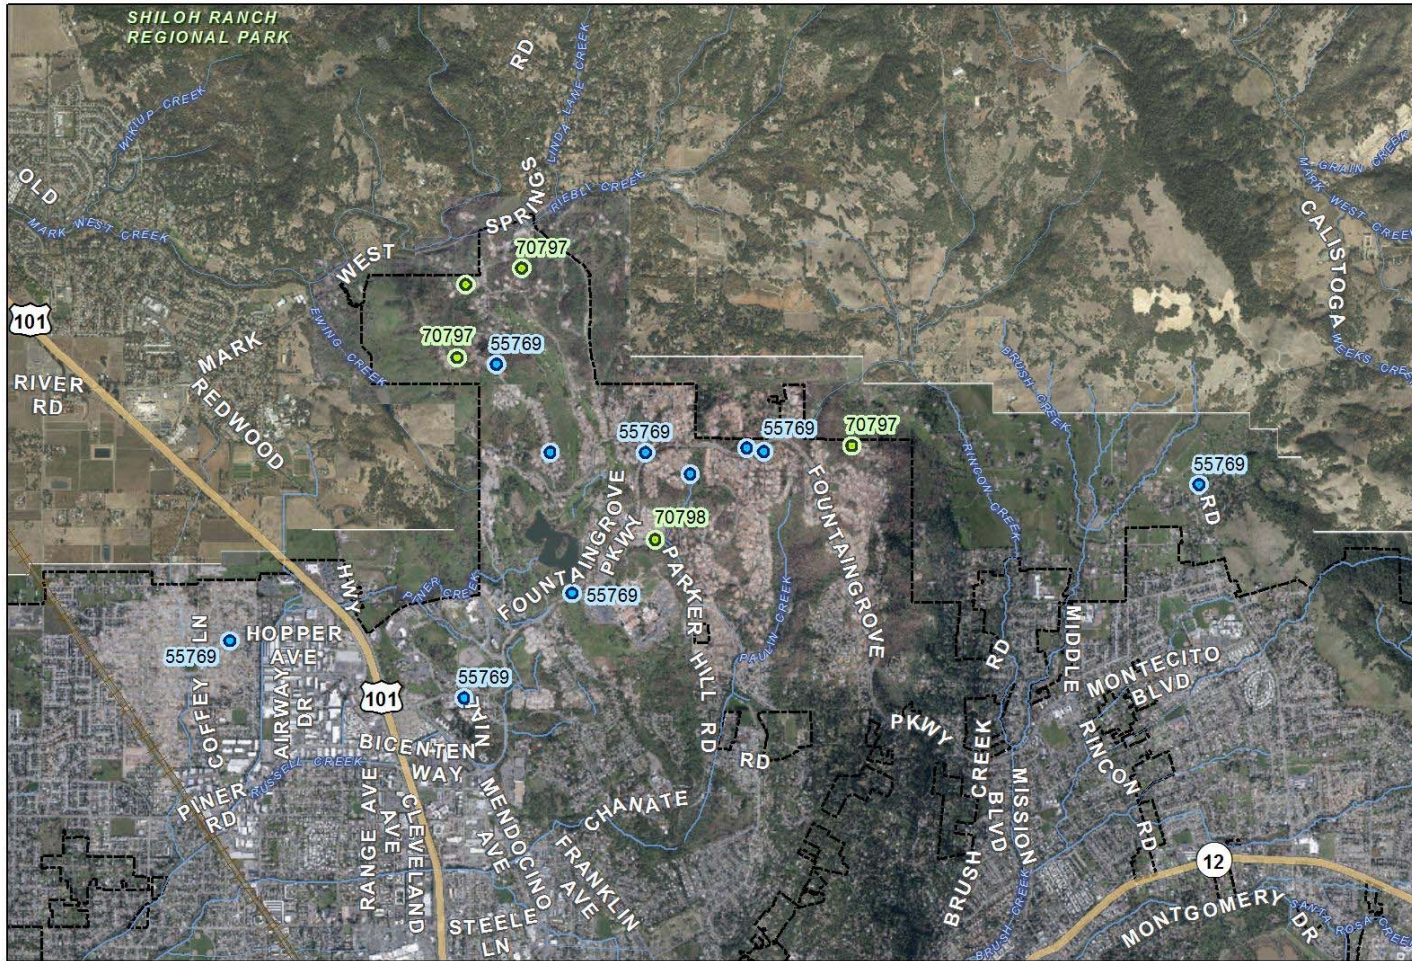 SHILOH RANCH
REGIONAL PARK
RD
LINDA LANE CREEK
WIKIUP CREEK
GRAIN CREEK
MARK WEST CREEK
OLD
MARK WEST CREEK
SPRINGS
RIEBLI CREEK
CALISTOGA
WEST
70797
101
EWING CREEK
MARK
70797
55769
BRUSH CREEK
WEEKS CREEK
RIVER
RD
REDWOOD
55769
55769
70797
RINCON CREEK
55769
RD
FOUNTAINGROVE
PKWY
70798
FOUNTAINGROVE
PARKER
HILL
RD
HWY
PINER CREEK
55769
PAULIN CREEK
MIDDLE
COFFEY LN
HOPPER
AVE
55769
AIRWAY
DR
55769
101
RD
MONTECITO
BLVD
BICENTEN
WAY
PKWY
RD
RINCON
RD
PINER
RD
RUSSELL CREEK
RANGE AVE
AVE
CLEVELAND
MENDOCINO
AVE
CHANATE
FRANKLIN
AVE
BRUSH
CREEK
BLVD
MISSION
12
STEELE
LN
BRUSH CREEK
MONTGOMERY
DR
SANTA ROSA CREEK